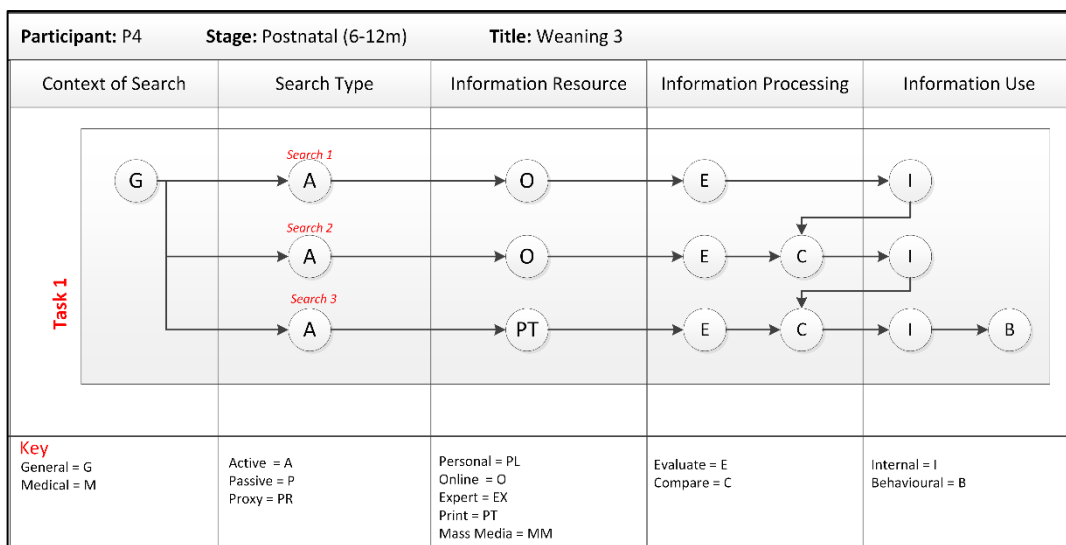 Participant: P4 Stage: Postnatal (6-12m) Title: Weaning 3
Context of Search Search Type Information Resource Information Processing Information Use
Search 1
G A O E I
Search 2
A O E C I
Task 1
Search 3
A PT E C I B
Key
General = G
Medical = M
Active = A
Passive = P
Proxy = PR
Personal = PL
Online = O
Expert = EX
Print = PT
Mass Media = MM
Evaluate = E
Compare = C
Internal = I
Behavioural = B